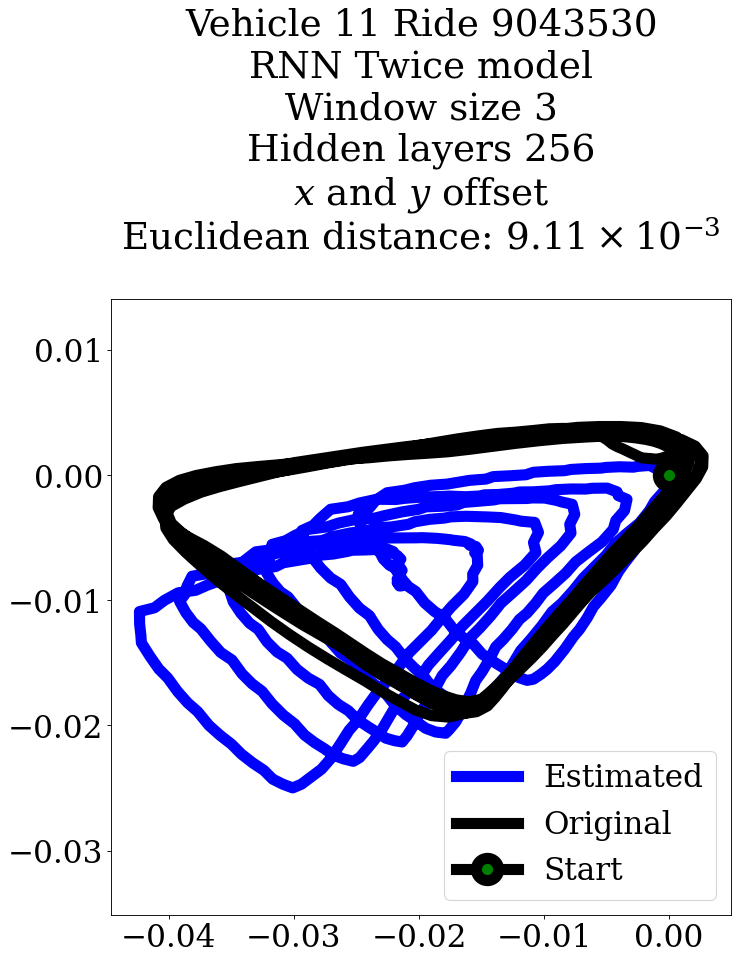 Vehicle 11 Ride 9043530
RNN Twice model
Window size 3
Hidden layers 256
x and y offset
Euclidean distance: 9.11 × 10⁻³
0.01
0.00
−0.01
−0.02
−0.03
Estimated
Original
Start
−0.04 −0.03 −0.02 −0.01 0.00